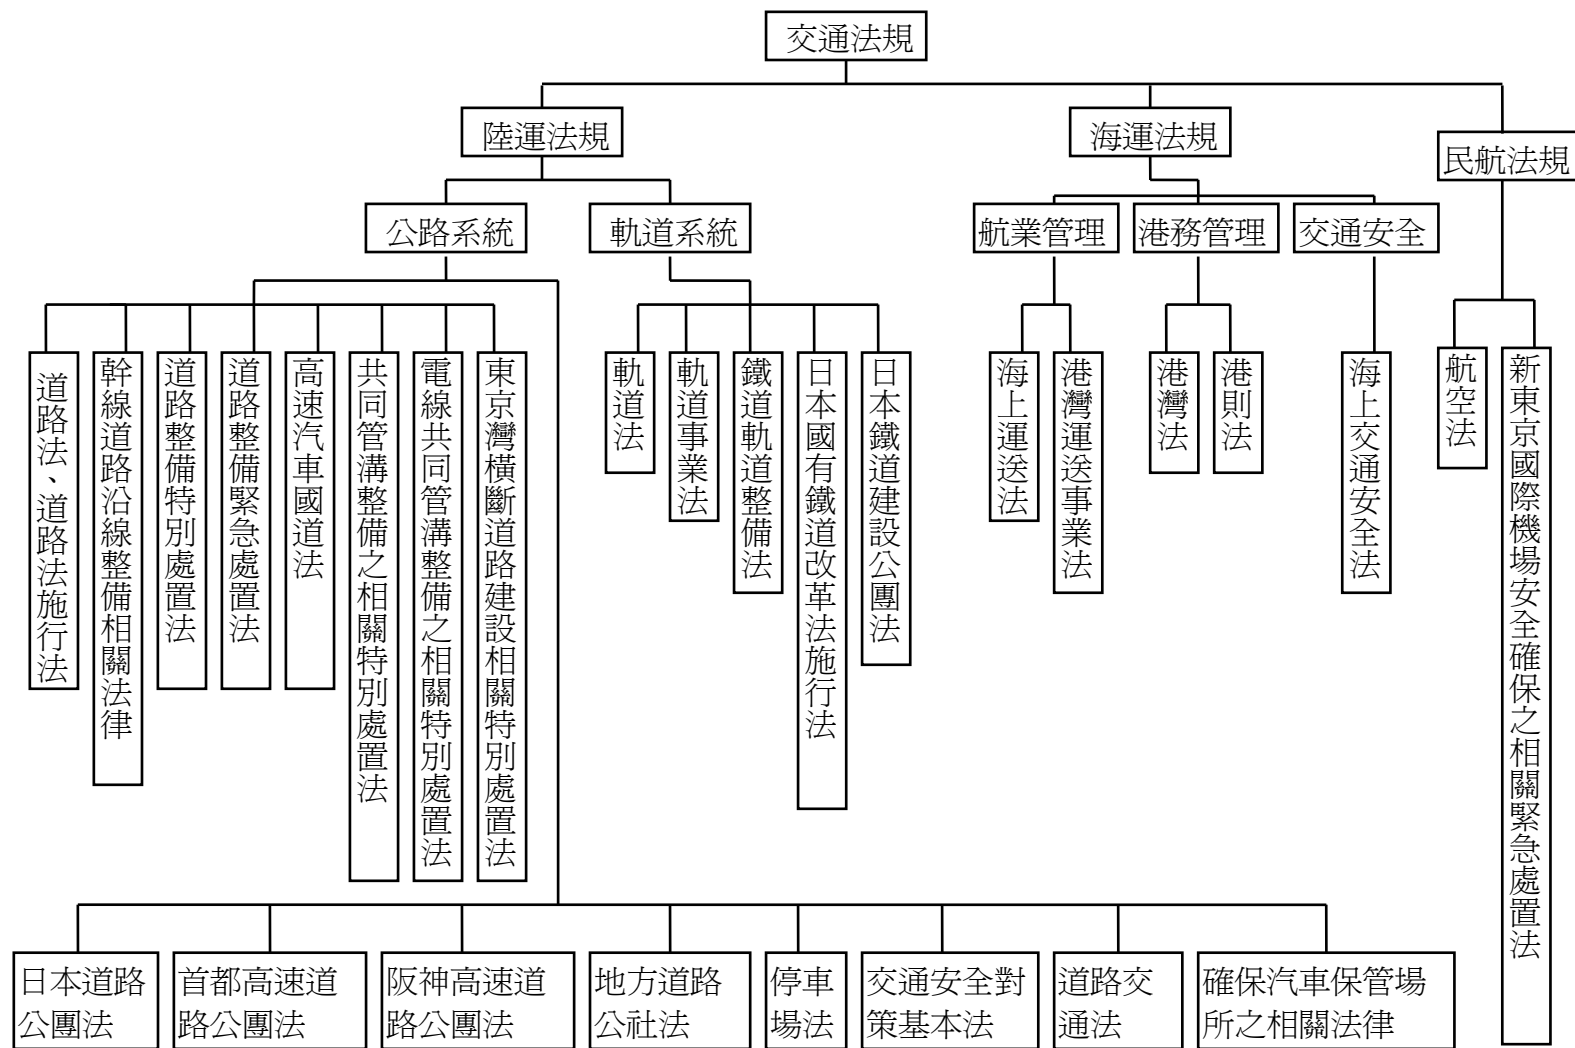 交通法規
陸運法規
海運法規
民航法規
公路系統
軌道系統
航業管理
港務管理
交通安全
道路法、道路法施行法
幹線道路沿線整備相關法律
道路整備特別處置法
道路整備緊急處置法
高速汽車國道法
共同管溝整備之相關特別處置法
電線共同管溝整備之相關特別處置法
東京灣橫斷道路建設相關特別處置法
軌道法
軌道事業法
鐵道軌道整備法
日本國有鐵道改革法施行法
日本鐵道建設公團法
海上運送法
港灣運送事業法
港灣法
港則法
海上交通安全法
航空法
新東京國際機場安全確保之相關緊急處置法
日本道路
公團法
首都高速道
路公團法
阪神高速道
路公團法
地方道路
公社法
停車
場法
交通安全對
策基本法
道路交
通法
確保汽車保管場
所之相關法律